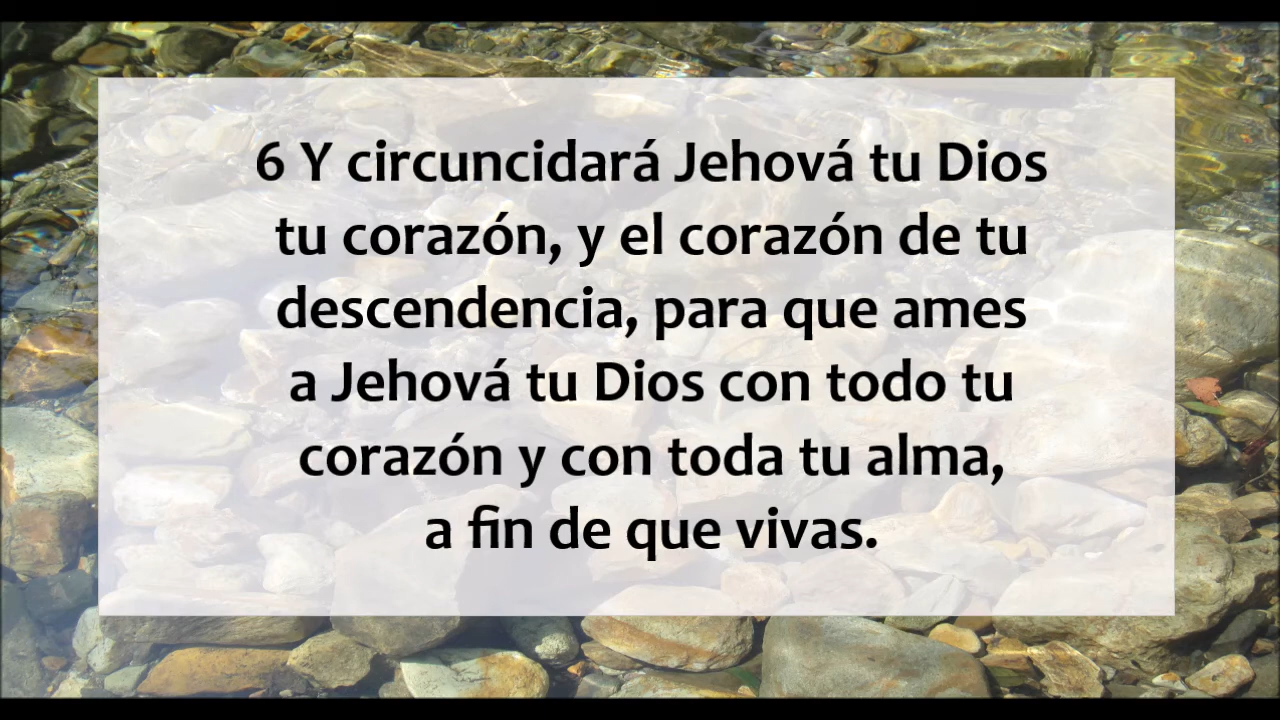 6 Y circuncidará Jehová tu Dios
tu corazón, y el corazón de tu
descendencia, para que ames
a Jehová tu Dios con todo tu
corazón y con toda tu alma,
a fin de que vivas.